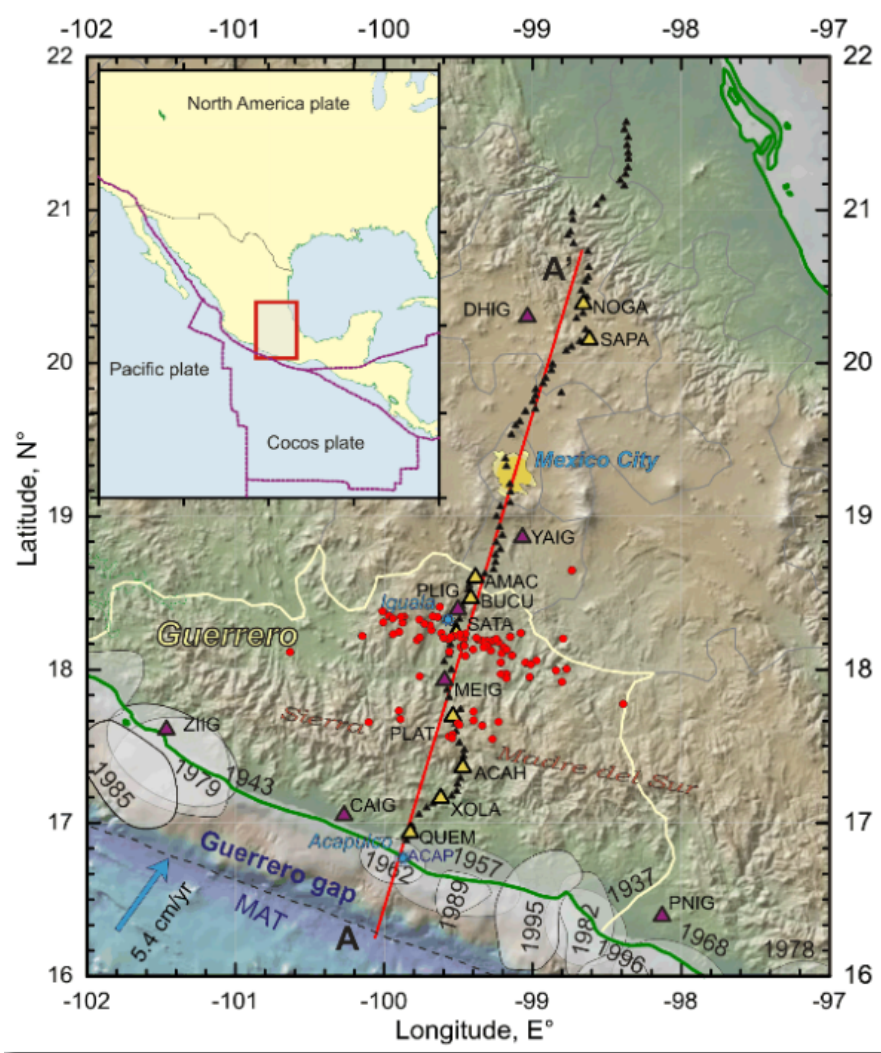 -102 -101 -100 -99 -98 -97
22 22
North America plate
21 21
A'
DHIG NOGA
SAPA
20 20
Pacific plate
Cocos plate
Mexico City
19 19
YAIG
AMAC
PLIG BUCU
Iguala
SATA
Guerrero
18 18
MEIG
ZIIG Sierra PLAT
Madre del Sur
ACAH
1985 1979 1943
XOLA
17 CAIG 17
Acapulco QUEM
ACAP
Guerrero gap 1962 1957
1989 1937
MAT PNIG
5.4 cm/yr 1995 1982 1968
A 1996 1978
16 16
-102 -101 -100 -99 -98 -97
Latitude, N°
Longitude, E°